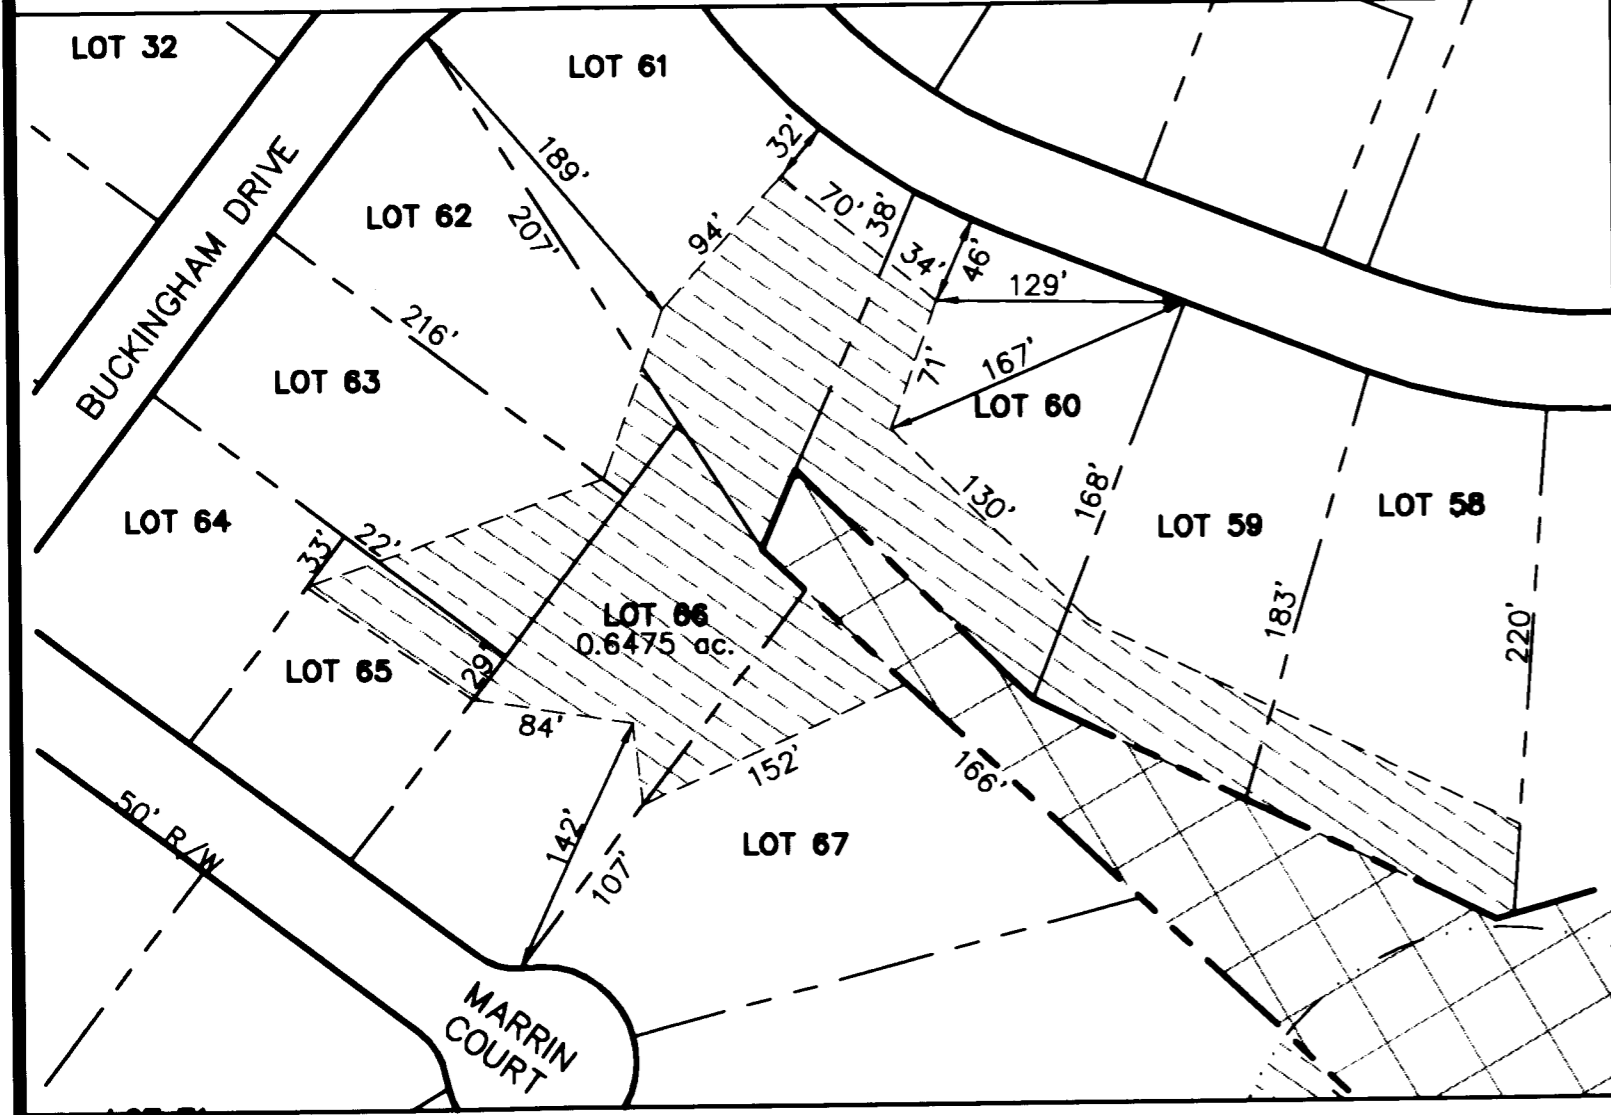 LOT 32
LOT 61
32'
189'
BUCKINGHAM DRIVE
70'
38'
LOT 62
207'
94'
34'
46'
129'
216'
71'
167'
LOT 63
LOT 60
168'
130'
LOT 64
LOT 59
LOT 58
33'
22'
LOT 66
0.6475 ac.
183'
220'
LOT 65
29'
84'
152'
166'
50' R/W
142'
107'
LOT 67
MARRIN
COURT